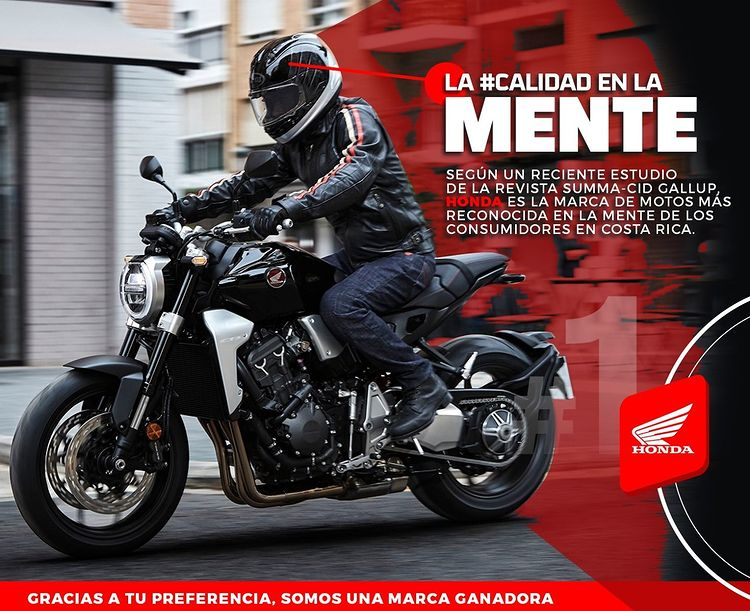 LA #CALIDAD EN LA
MENTE
SEGÚN UN RECIENTE ESTUDIO
DE LA REVISTA SUMMA-CID GALLUP,
HONDA ES LA MARCA DE MOTOS MÁS
RECONOCIDA EN LA MENTE DE LOS
CONSUMIDORES EN COSTA RICA.
#1
HONDA
GRACIAS A TU PREFERENCIA, SOMOS UNA MARCA GANADORA